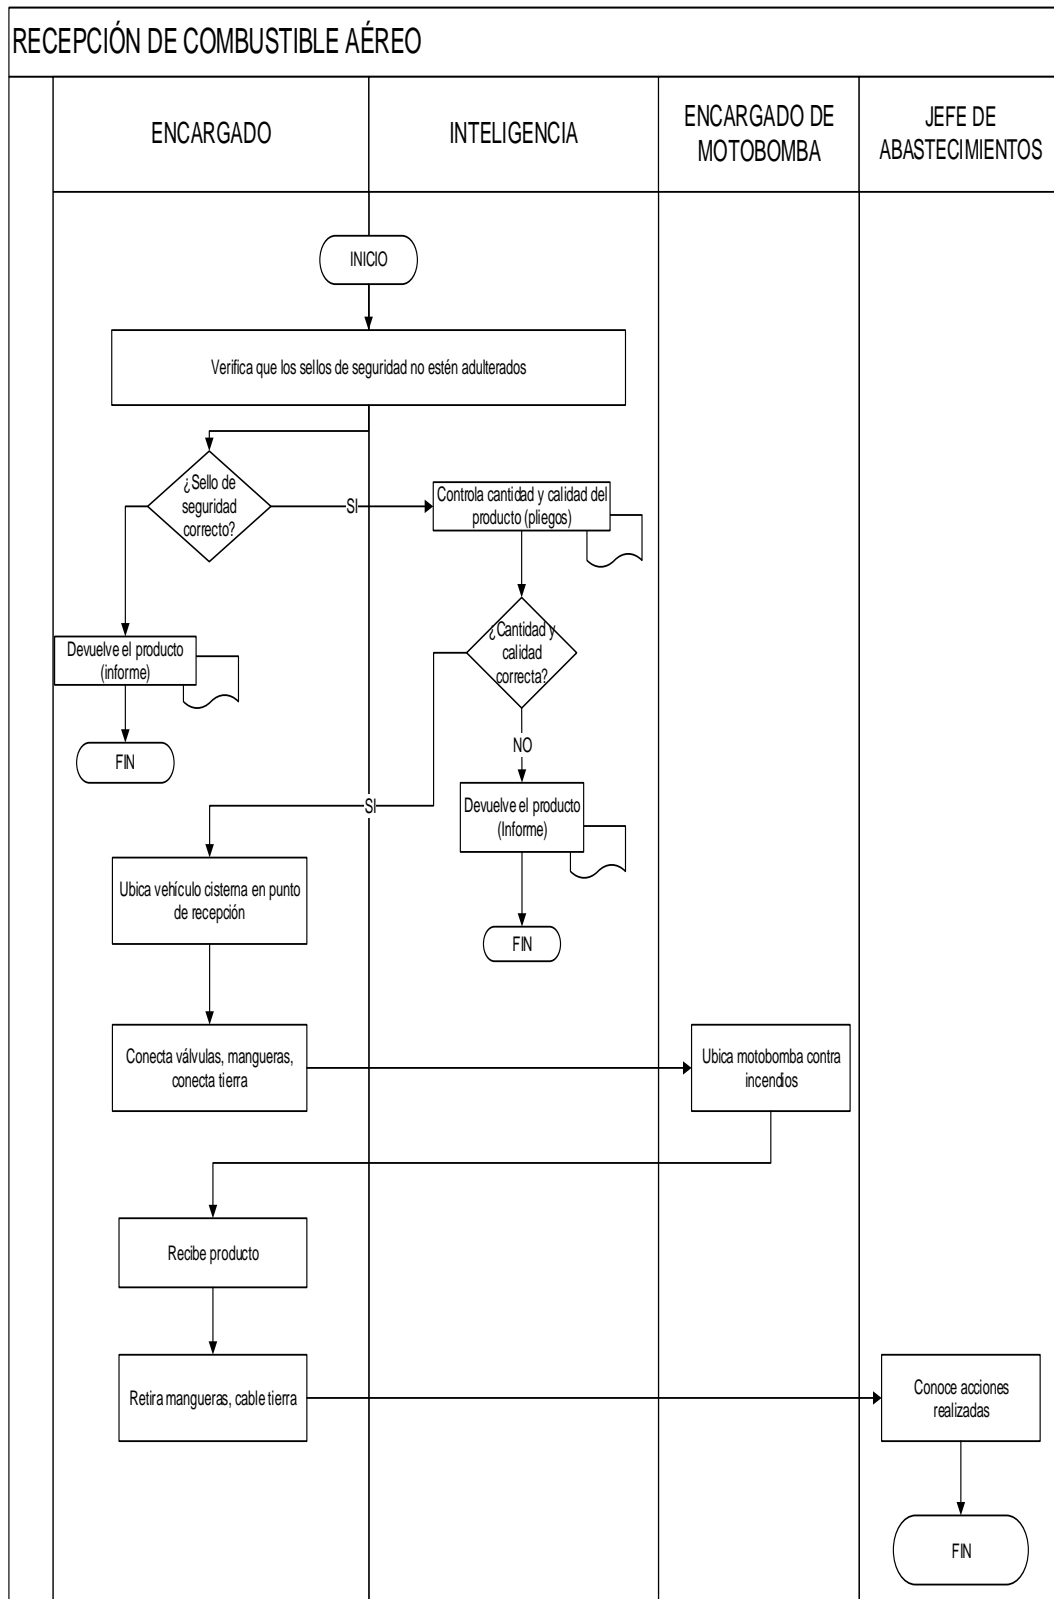 RECEPCIÓN DE COMBUSTIBLE AÉREO
ENCARGADO
INTELIGENCIA
ENCARGADO DE
MOTOBOMBA
JEFE DE
ABASTECIMIENTOS
INICIO
Verifica que los sellos de seguridad no estén adulterados
¿Sello de
seguridad
correcto?
SI
Controla cantidad y calidad del
producto (pliegos)
¿Cantidad y
calidad
correcta?
Devuelve el producto
(informe)
FIN
NO
SI
Devuelve el producto
(Informe)
FIN
Ubica vehículo cisterna en punto
de recepción
Conecta válvulas, mangueras,
conecta tierra
Ubica motobomba contra
incendios
Recibe producto
Retira mangueras, cable tierra
Conoce acciones
realizadas
FIN